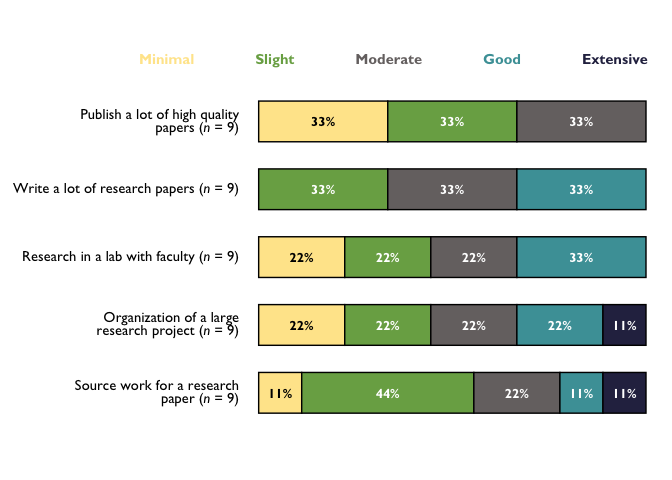 Minimal Slight Moderate Good Extensive
Publish a lot of high quality
papers (n = 9)
33% 33% 33%
Write a lot of research papers (n = 9)
33% 33% 33%
Research in a lab with faculty (n = 9)
22% 22% 22% 33%
Organization of a large
research project (n = 9)
22% 22% 22% 22% 11%
Source work for a research
paper (n = 9)
11% 44% 22% 11% 11%